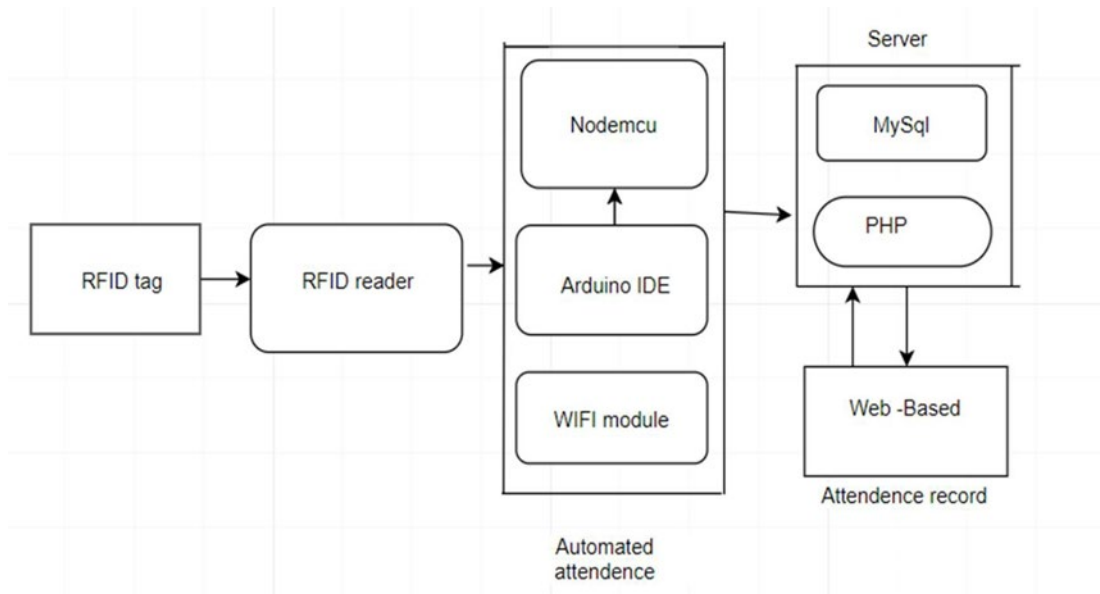 Server
Nodemcu
MySql
PHP
RFID tag
RFID reader
Arduino IDE
WIFI module
Web -Based
Attendence record
Automated
attendence